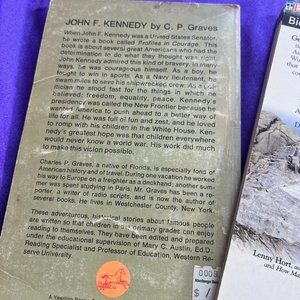 JOHN F. KENNEDY by C. P. Graves
When John F. Kennedy was a United States Senator,
he wrote a book called Profiles in Courage. This
book is about several great Americans who had the
determination to do what they thought was right.
John Kennedy admired this kind of bravery. In many
ways he was courageous himself. As a boy, he
fought to win in sports. As a Navy lieutenant, he
swam miles to save his shipwrecked crew. As a
politician he stood fast for the things in which he
believed: freedom, equality, peace. Kennedy's
presidency was called the New Frontier because he
wanted America to push ahead to a better way of
life for all. He was full of fun and zest, and he loved
to romp with his children in the White House.
Kennedy's greatest hope was that children everywhere
would never know a world war. His work did much
to make this vision possible.
Charles P. Graves, a native of Florida, is especially fond of
American history and of travel. During one vacation he worked
his way to Europe on a freighter as a deckhand; another summer
was spent studying in Paris. Mr. Graves has been a
reporter, a writer of radio scripts, and is now the author of
several books. He lives in Westchester County, New York
These adventurous, historical stories about famous people
are written so that children in the primary grades can enjoy
reading to themselves. They have been edited and prepared
under the educational supervision of Mary C. Austin, Ed.D.
Reading Specialist and Professor of Education, Western
Reserve University.
A Yearling Book
$
Lenny Hort,
and How